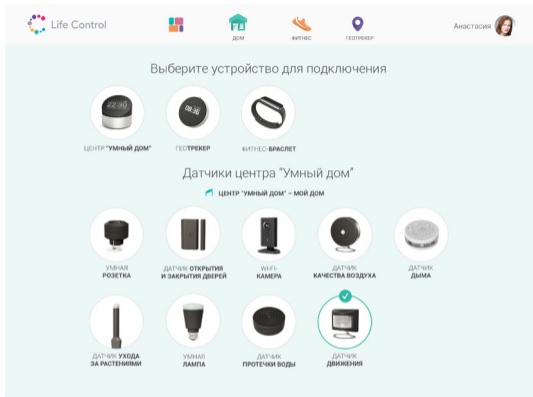 Life Control
ДОМ
ФИТНЕС
ГЕОТРЕКЕР
Анастасия
Выберите устройство для подключения
22:30
08:36
ЦЕНТР "УМНЫЙ ДОМ"
ГЕОТРЕКЕР
ФИТНЕС-БРАСЛЕТ
Датчики центра "Умный дом"
ЦЕНТР "УМНЫЙ ДОМ" – МОЙ ДОМ
УМНАЯ
РОЗЕТКА
ДАТЧИК ОТКРЫТИЯ
И ЗАКРЫТИЯ ДВЕРЕЙ
WI-FI-
КАМЕРА
ДАТЧИК
КАЧЕСТВА ВОЗДУХА
ДАТЧИК
ДЫМА
ДАТЧИК УХОДА
ЗА РАСТЕНИЯМИ
УМНАЯ
ЛАМПА
ДАТЧИК
ПРОТЕЧКИ ВОДЫ
ДАТЧИК
ДВИЖЕНИЯ